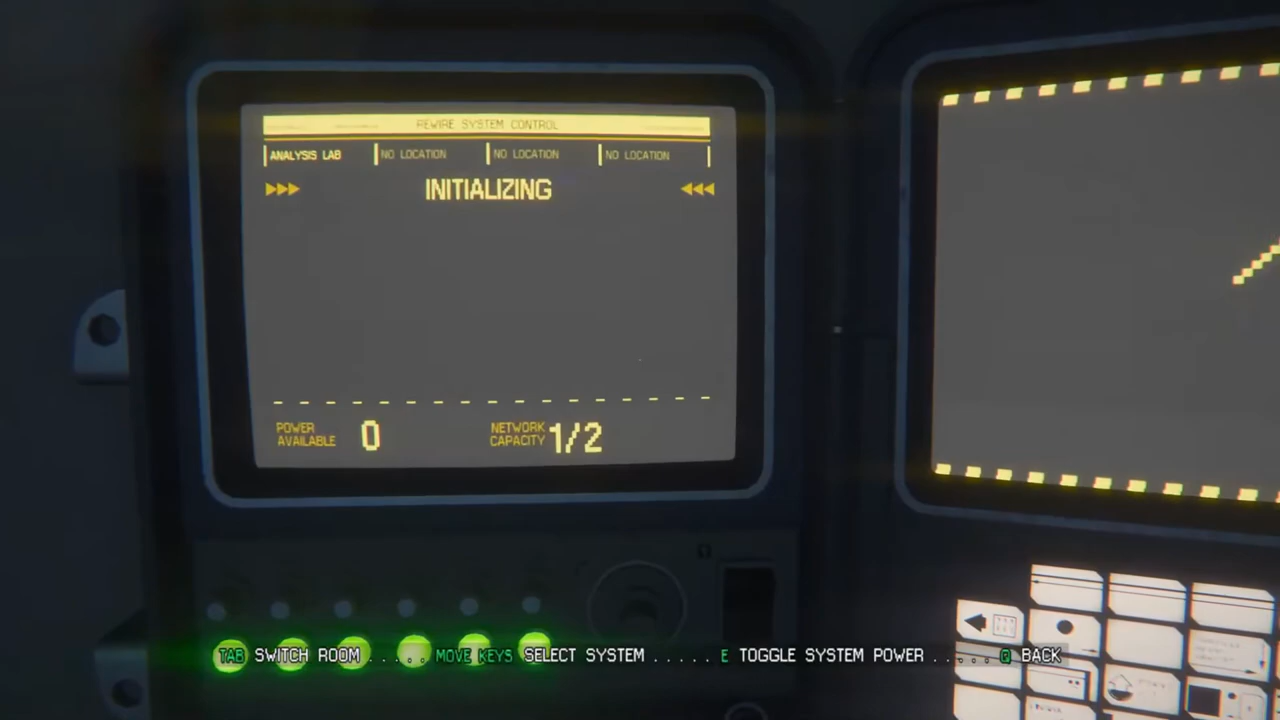 REWIRE SYSTEM CONTROL
ANALYSIS LAB NO LOCATION NO LOCATION NO LOCATION
INITIALIZING
POWER AVAILABLE 0 NETWORK CAPACITY 1/2
TAB SWITCH ROOM ..... MOVE KEYS SELECT SYSTEM ..... E TOGGLE SYSTEM POWER ..... Q BACK